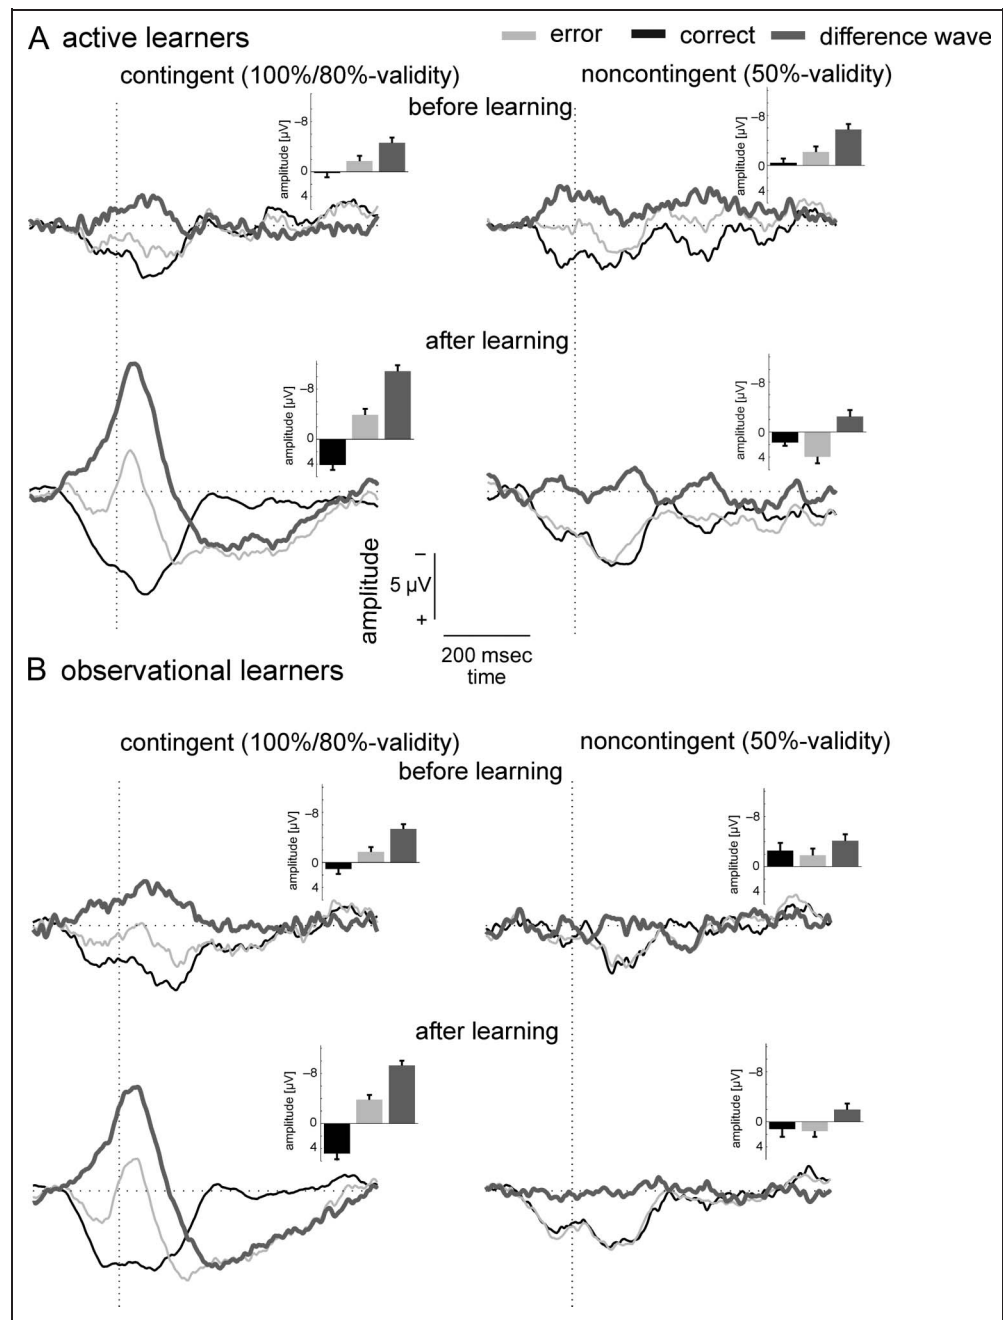 A active learners
error correct difference wave
contingent (100%/80%-validity)
noncontingent (50%-validity)
before learning
amplitude [µV]
–8
0
4
amplitude [µV]
–8
0
4
after learning
amplitude [µV]
–8
0
4
amplitude [µV]
–8
0
4
amplitude
–
5 µV
+
200 msec
time
B observational learners
contingent (100%/80%-validity)
noncontingent (50%-validity)
before learning
amplitude [µV]
–8
0
4
amplitude [µV]
–8
0
4
after learning
amplitude [µV]
–8
0
4
amplitude [µV]
–8
0
4